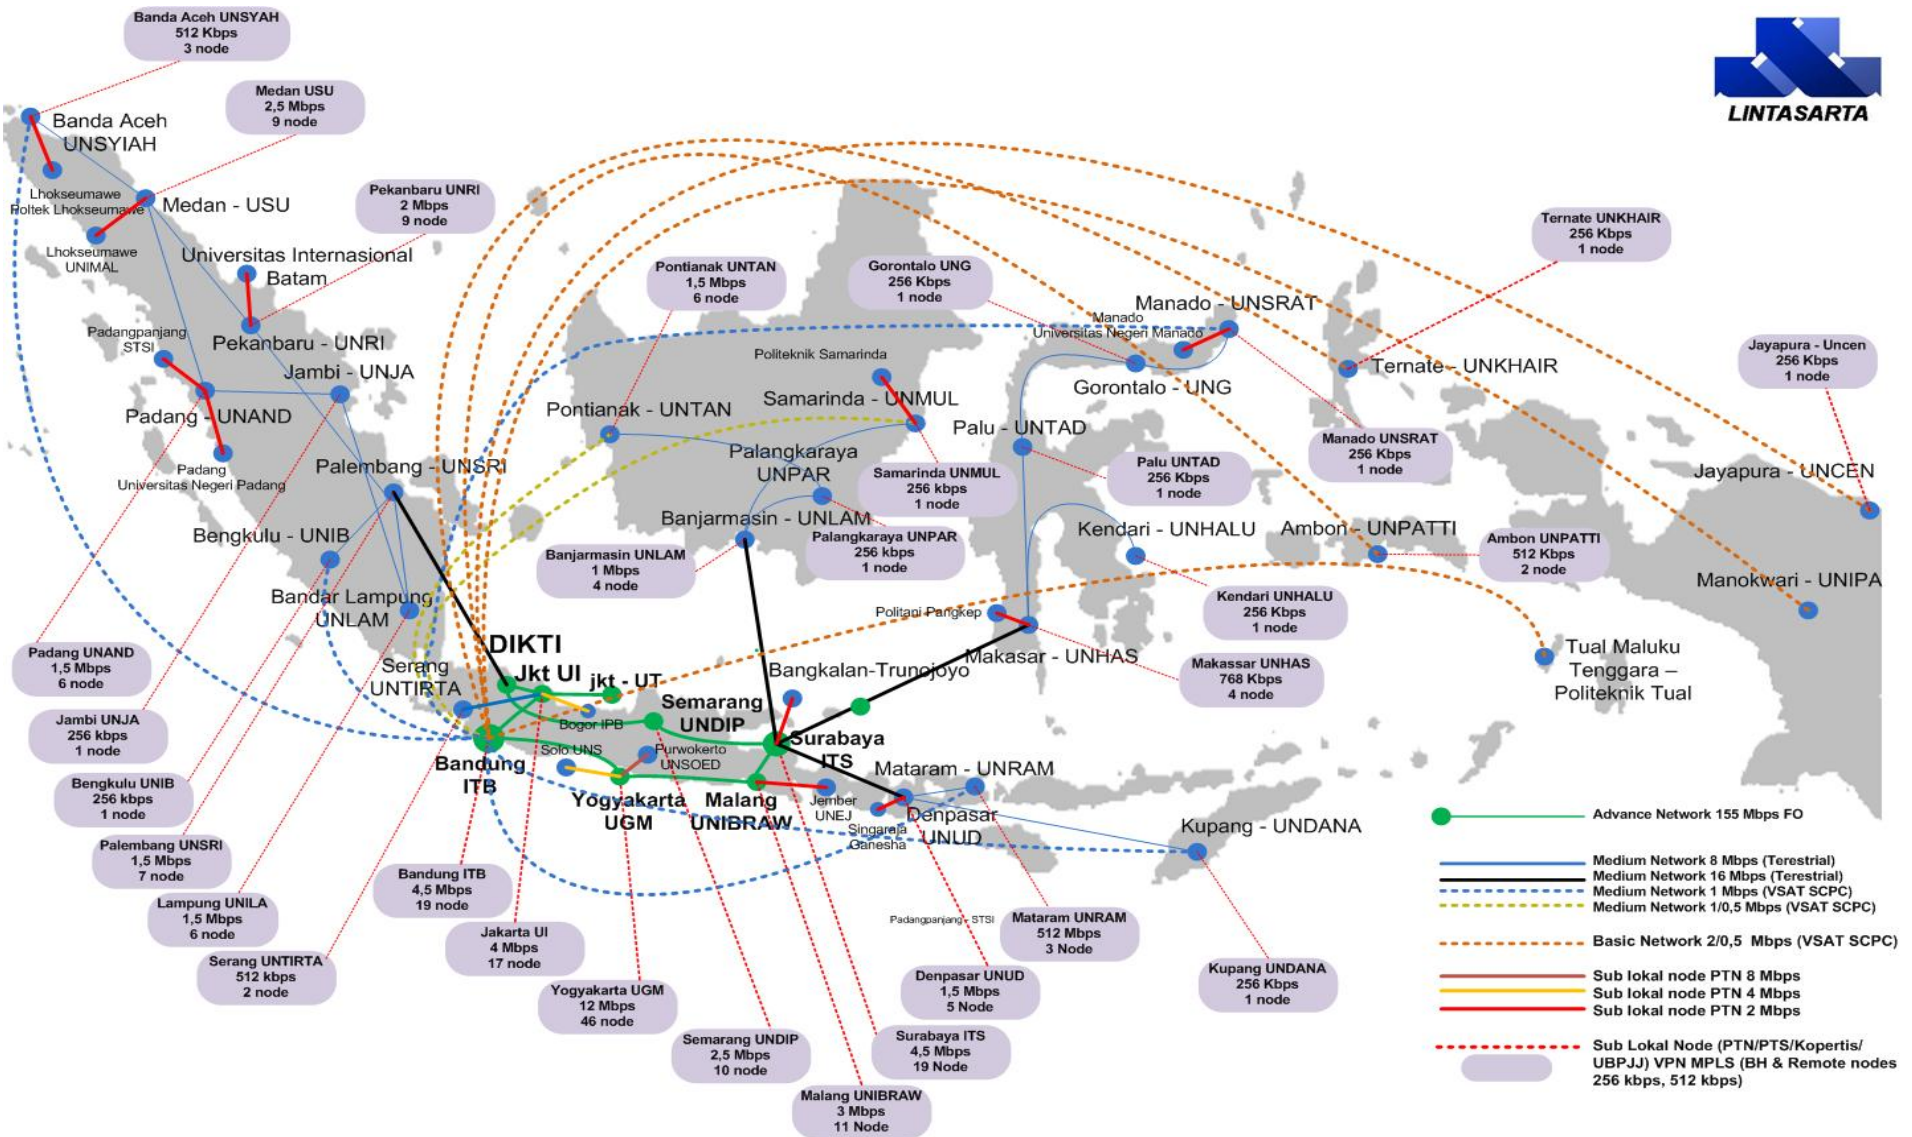 Banda Aceh UNSYAH
512 Kbps
3 node
LINTASARTA
Medan USU
2,5 Mbps
9 node
Banda Aceh
UNSYIAH
Lhokseumawe
Poltek Lhokseumawe
Medan - USU
Pekanbaru UNRI
2 Mbps
9 node
Lhokseumawe
UNIMAL
Universitas Internasional
Batam
Ternate UNKHAIR
256 Kbps
1 node
Pontianak UNTAN
1,5 Mbps
6 node
Gorontalo UNG
256 Kbps
1 node
Manado - UNSRAT
Manado
Universitas Negeri Manado
Padangpanjang
STSI
Pekanbaru - UNRI
Jambi - UNJA
Politeknik Samarinda
Gorontalo - UNG
Ternate - UNKHAIR
Jayapura - Uncen
256 Kbps
1 node
Padang - UNAND
Pontianak - UNTAN
Samarinda - UNMUL
Palu - UNTAD
Manado UNSRAT
256 Kbps
1 node
Padang
Universitas Negeri Padang
Palembang - UNSRI
Palangkaraya
UNPAR
Samarinda UNMUL
256 kbps
1 node
Palu UNTAD
256 Kbps
1 node
Jayapura - UNCEN
Bengkulu - UNIB
Banjarmasin - UNLAM
Palangkaraya UNPAR
256 kbps
1 node
Kendari - UNHALU
Ambon - UNPATTI
Ambon UNPATTI
512 Kbps
2 node
Banjarmasin UNLAM
1 Mbps
4 node
Manokwari - UNIPA
Bandar Lampung
UNLAM
Politani Pangkep
Kendari UNHALU
256 Kbps
1 node
Padang UNAND
1,5 Mbps
6 node
DIKTI
Jkt UI
jkt - UT
Serang
UNTIRTA
Bangkalan-Trunojoyo
Makasar - UNHAS
Makassar UNHAS
768 Kbps
4 node
Tual Maluku
Tenggara –
Politeknik Tual
Jambi UNJA
256 kbps
1 node
Semarang
UNDIP
Bogor IPB
Solo UNS
Purwokerto
UNSOED
Surabaya
ITS
Bandung
ITB
Mataram - UNRAM
Bengkulu UNIB
256 kbps
1 node
Yogyakarta
UGM
Malang
UNIBRAW
Jember
UNEJ
Singaraja
Ganesha
Denpasar
UNUD
Kupang - UNDANA
Advance Network 155 Mbps FO
Palembang UNSRI
1,5 Mbps
7 node
Bandung ITB
4,5 Mbps
19 node
Medium Network 8 Mbps (Terestrial)
Medium Network 16 Mbps (Terestrial)
Medium Network 1 Mbps (VSAT SCPC)
Medium Network 1/0,5 Mbps (VSAT SCPC)
Lampung UNILA
1,5 Mbps
6 node
Jakarta UI
4 Mbps
17 node
Padangpanjang - STSI
Mataram UNRAM
512 Mbps
3 Node
Basic Network 2/0,5 Mbps (VSAT SCPC)
Serang UNTIRTA
512 kbps
2 node
Yogyakarta UGM
12 Mbps
46 node
Denpasar UNUD
1,5 Mbps
5 Node
Kupang UNDANA
256 Kbps
1 node
Sub lokal node PTN 8 Mbps
Sub lokal node PTN 4 Mbps
Sub lokal node PTN 2 Mbps
Semarang UNDIP
2,5 Mbps
10 node
Surabaya ITS
4,5 Mbps
19 Node
Sub Lokal Node (PTN/PTS/Kopertis/
UBPJJ) VPN MPLS (BH & Remote nodes
256 kbps, 512 kbps)
Malang UNIBRAW
3 Mbps
11 Node